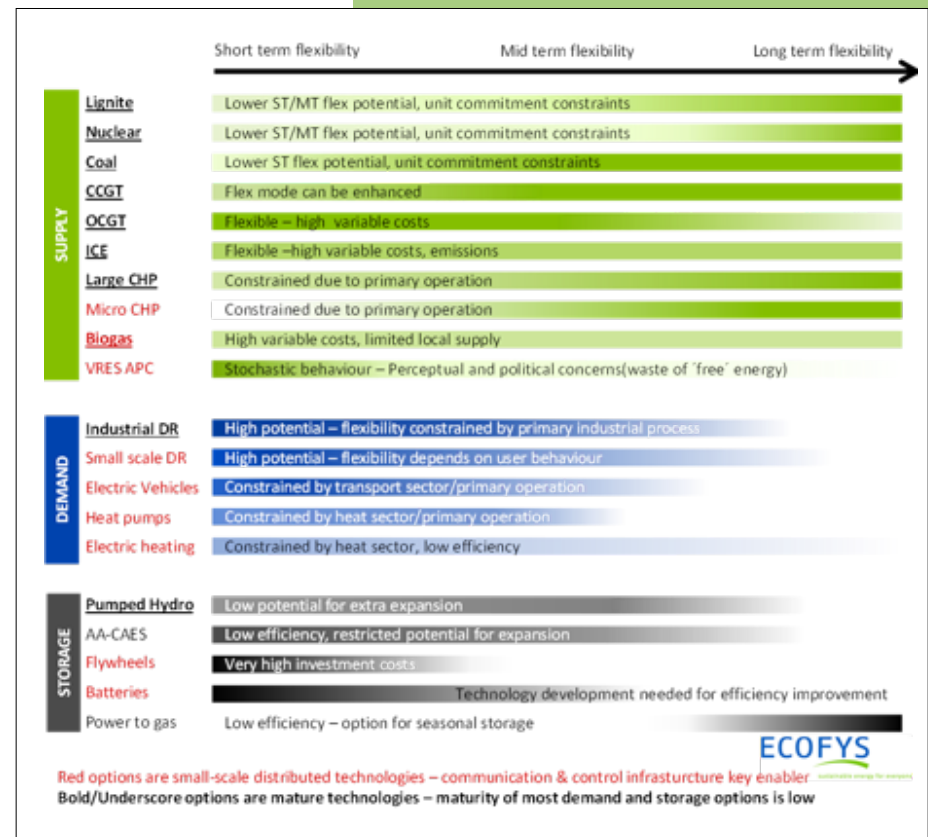 Short term flexibility Mid term flexibility Long term flexibility
SUPPLY
Lignite Lower ST/MT flex potential, unit commitment constraints
Nuclear Lower ST/MT flex potential, unit commitment constraints
Coal Lower ST flex potential, unit commitment constraints
CCGT Flex mode can be enhanced
OCGT Flexible – high variable costs
ICE Flexible –high variable costs, emissions
Large CHP Constrained due to primary operation
Micro CHP Constrained due to primary operation
Biogas High variable costs, limited local supply
VRES APC Stochastic behaviour – Perceptual and political concerns(waste of ´free´ energy)
DEMAND
Industrial DR High potential – flexibility constrained by primary industrial process
Small scale DR High potential – flexibility depends on user behaviour
Electric Vehicles Constrained by transport sector/primary operation
Heat pumps Constrained by heat sector/primary operation
Electric heating Constrained by heat sector, low efficiency
STORAGE
Pumped Hydro Low potential for extra expansion
AA-CAES Low efficiency, restricted potential for expansion
Flywheels Very high investment costs
Batteries Technology development needed for efficiency improvement
Power to gas Low efficiency – option for seasonal storage
ECOFYS
sustainable energy for everyone
Red options are small-scale distributed technologies – communication & control infrasturcture key enabler
Bold/Underscore options are mature technologies – maturity of most demand and storage options is low